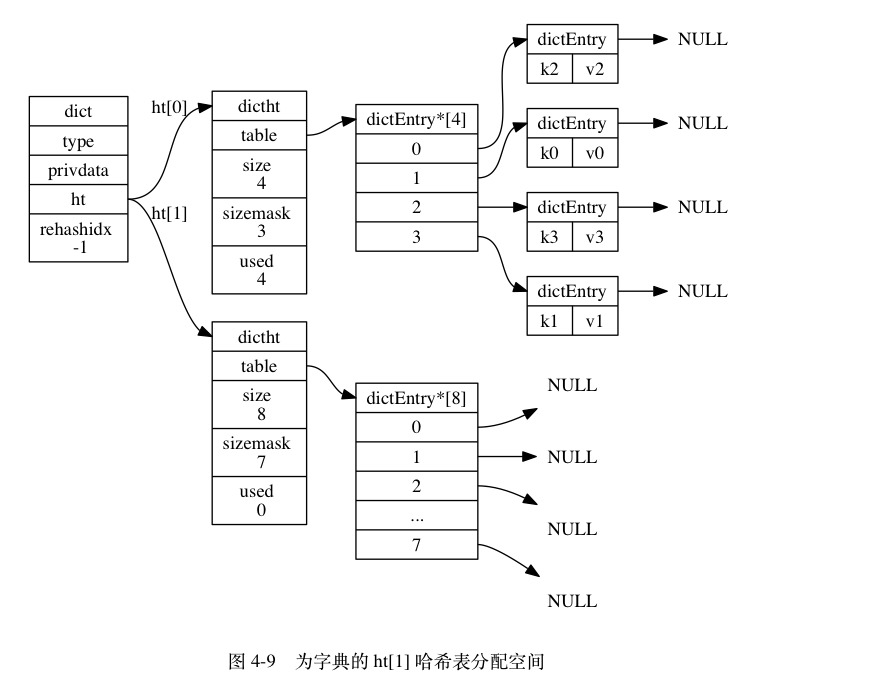 dict
type
privdata
ht
rehashidx
-1
ht[0]
ht[1]
dictht
table
size
4
sizemask
3
used
4
dictEntry*[4]
0
1
2
3
dictEntry
k2 v2
NULL
dictEntry
k0 v0
NULL
dictEntry
k3 v3
NULL
dictEntry
k1 v1
NULL
dictht
table
size
8
sizemask
7
used
0
dictEntry*[8]
0
1
2
...
7
NULL
NULL
NULL
NULL
图 4-9 为字典的 ht[1] 哈希表分配空间